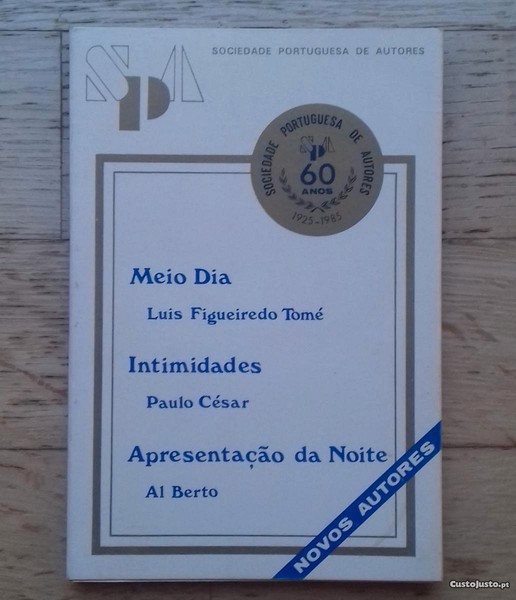 SPA
SOCIEDADE PORTUGUESA DE AUTORES
SOCIEDADE PORTUGUESA DE AUTORES
SPA
60
ANOS
1925-1985
Meio Dia
Luis Figueiredo Tomé
Intimidades
Paulo César
Apresentação da Noite
Al Berto
NOVOS AUTORES
CustoJusto.pt